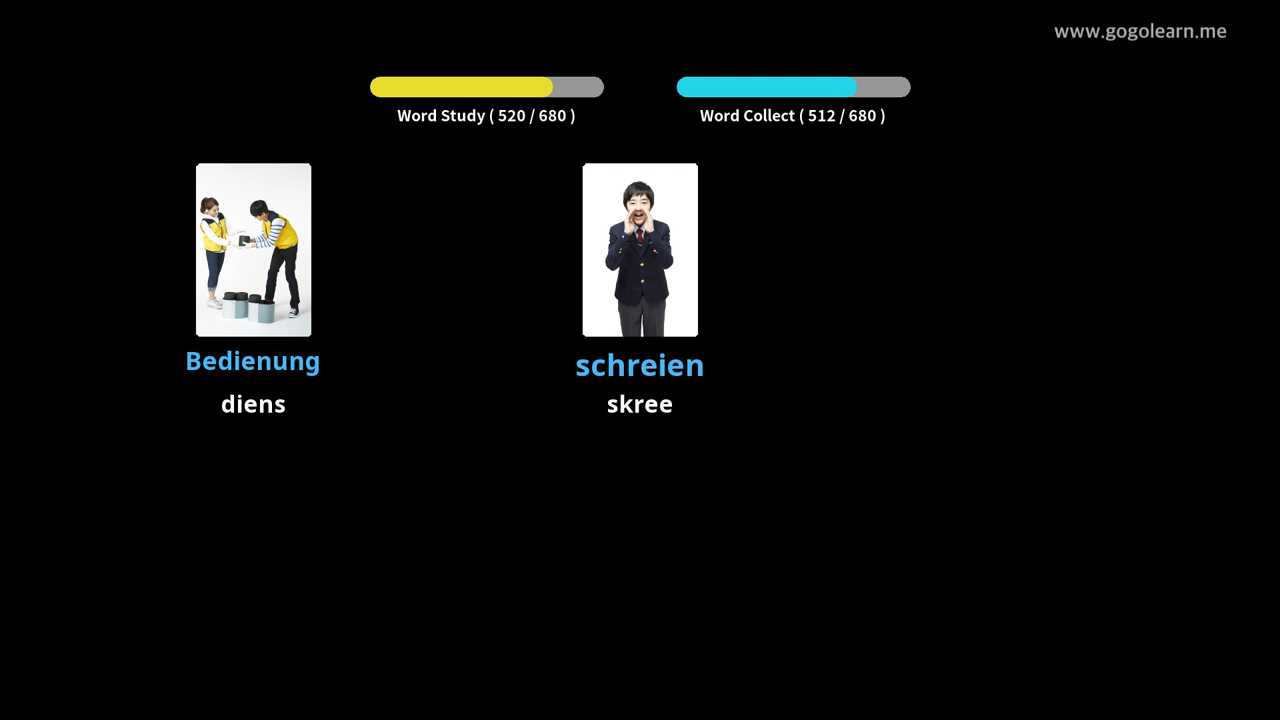 www.gogolearn.me
Word Study ( 520 / 680 )
Word Collect ( 512 / 680 )
Bedienung
diens
schreien
skree